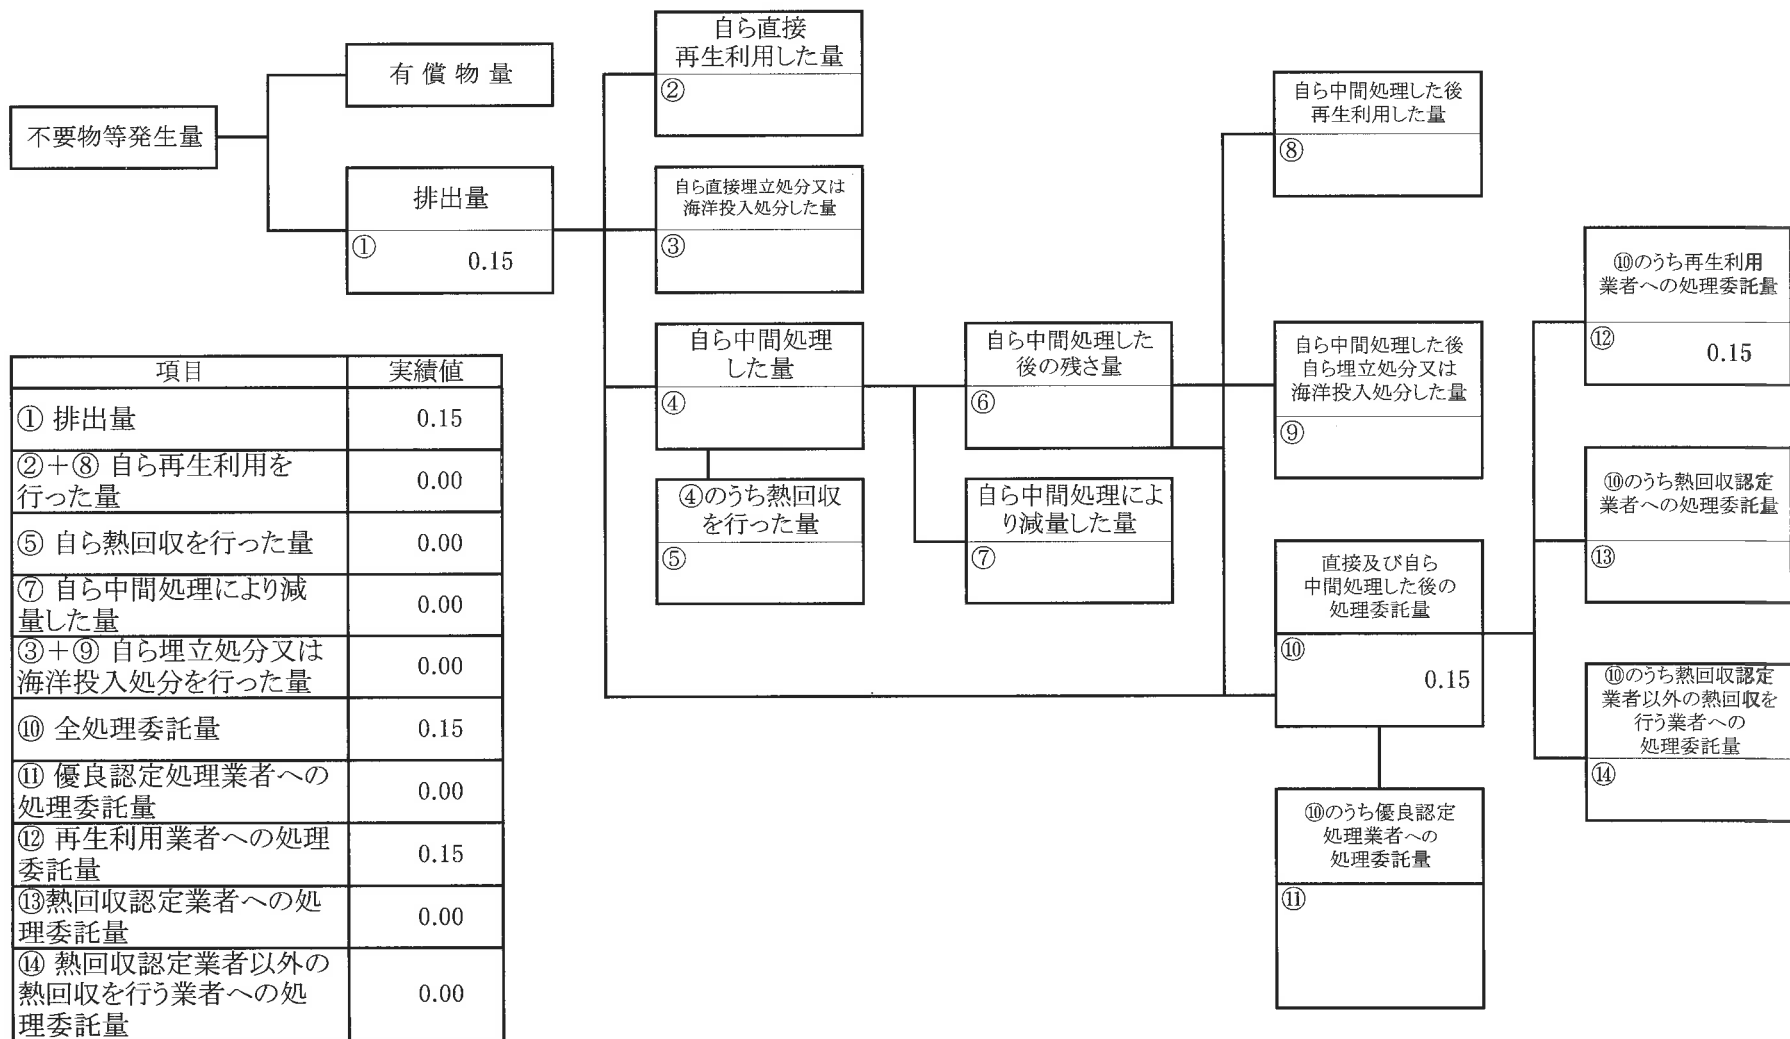 不要物等発生量
有償物量
排出量
①
0.15
自ら直接
再生利用した量
②
自ら直接埋立処分又は
海洋投入処分した量
③
自ら中間処理
した量
④
④のうち熱回収
を行った量
⑤
自ら中間処理した
後の残さ量
⑥
自ら中間処理によ
り減量した量
⑦
自ら中間処理した後
再生利用した量
⑧
自ら中間処理した後
自ら埋立処分又は
海洋投入処分した量
⑨
直接及び自ら
中間処理した後の
処理委託量
⑩
0.15
⑩のうち優良認定
処理業者への
処理委託量
⑪
⑩のうち再生利用
業者への処理委託量
⑫
0.15
⑩のうち熱回収認定
業者への処理委託量
⑬
⑩のうち熱回収認定
業者以外の熱回収を
行う業者への
処理委託量
⑭
項目 実績値
① 排出量 0.15
②+⑧ 自ら再生利用を
行った量 0.00
⑤ 自ら熱回収を行った量 0.00
⑦ 自ら中間処理により減
量した量 0.00
③+⑨ 自ら埋立処分又は
海洋投入処分を行った量 0.00
⑩ 全処理委託量 0.15
⑪ 優良認定処理業者への
処理委託量 0.00
⑫ 再生利用業者への処理
委託量 0.15
⑬熱回収認定業者への処
理委託量 0.00
⑭ 熱回収認定業者以外の
熱回収を行う業者への処
理委託量 0.00